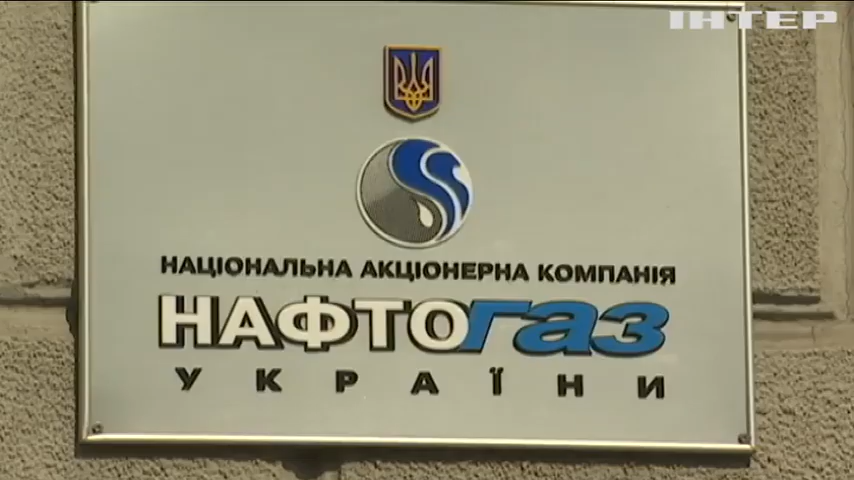 ІНТЕР
НАЦІОНАЛЬНА АКЦІОНЕРНА КОМПАНІЯ
НАФТОГАЗ
УКРАЇНИ